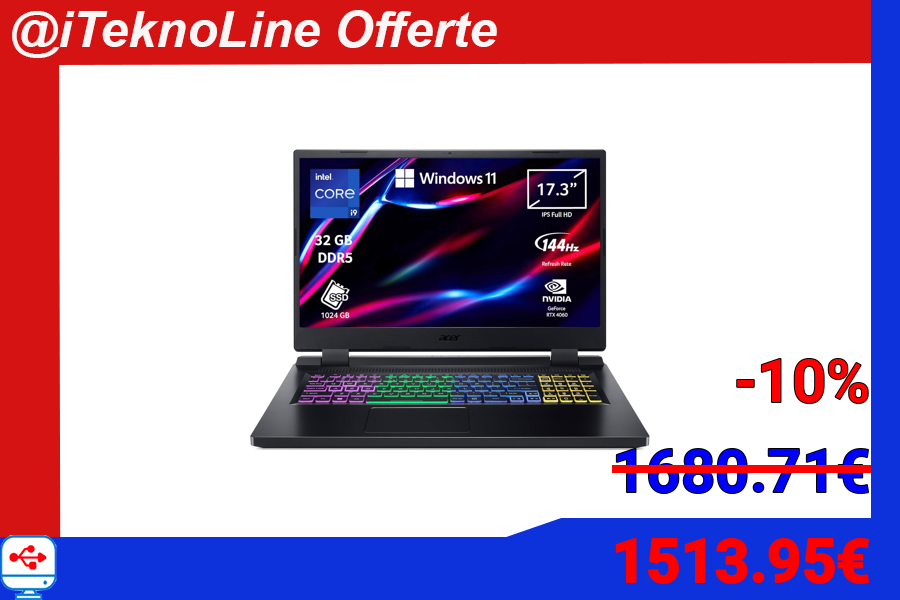 @iTeknoLine Offerte
intel
CORE
i9
Windows 11
17.3”
IPS Full HD
32 GB
DDR5
144Hz
Refresh Rate
SSD
1024 GB
NVIDIA
GeForce
RTX 4060
acer
-10%
1680.71€
1513.95€